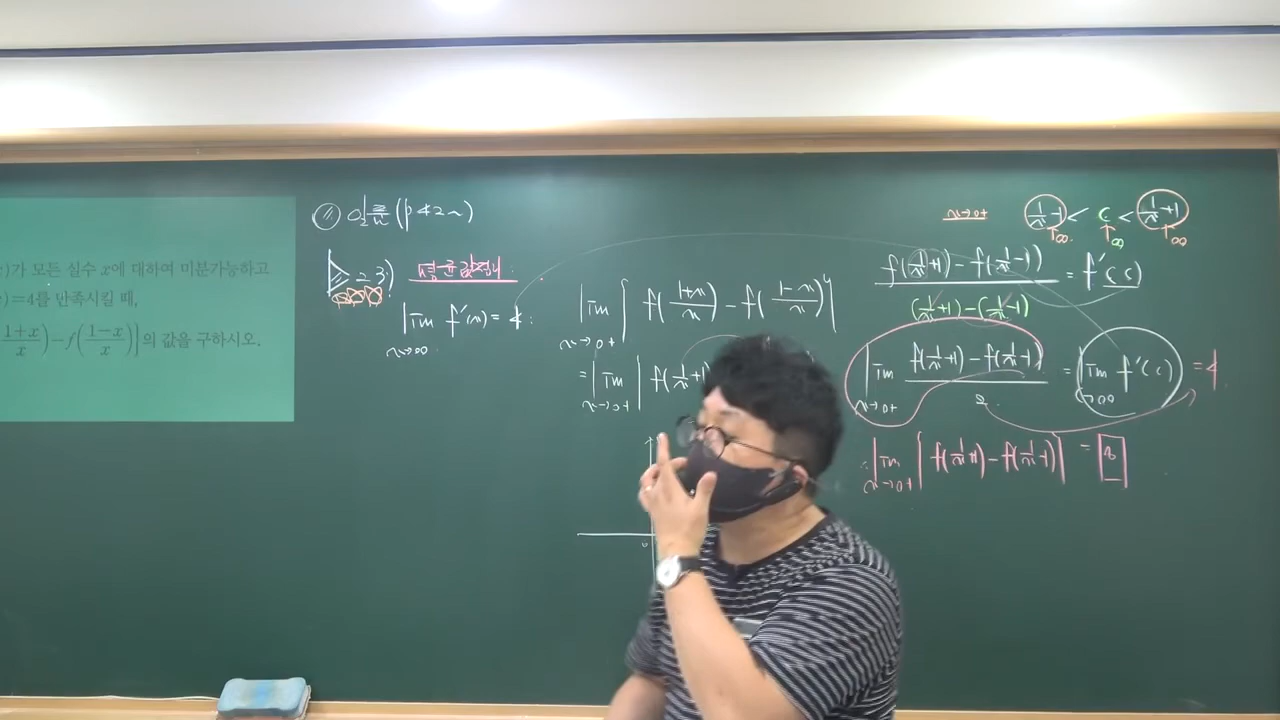 )가 모든 실수 x에 대하여 미분가능하고
)=4를 만족시킬 때,
1+x/x)-f(1-x/x)|의 값을 구하시오.
(p42~)
23) 평균값정리
lim x→∞ f'(x)=4.
lim x→0+ | f(1+x/x) - f(1-x/x) |
= lim x→0+ | f(1/x+1)
0
x→0+
1/x-1 < c < 1/x+1
↑∞ ↑∞ ↑∞
f(1/x+1)-f(1/x-1) / (1/x+1)-(1/x-1) = f'(c)
lim x→0+ f(1/x+1)-f(1/x-1) / 2 = lim c→∞ f'(c) = 4
∴ lim x→0+ | f(1/x+1)-f(1/x-1) | = 8